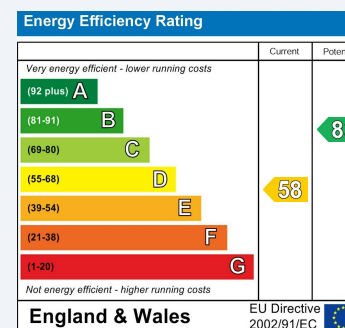 Energy Efficiency Rating
Current
Very energy efficient - lower running costs
(92 plus) A
(81-91) B
(69-80) C
(55-68) D
58
(39-54) E
(21-38) F
(1-20) G
Not energy efficient - higher running costs
England & Wales
EU Directive
2002/91/EC